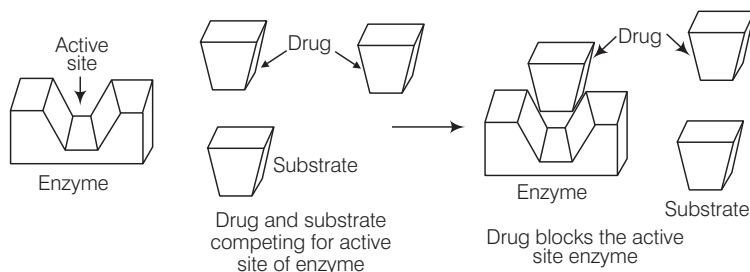 Active
site
Enzyme
Drug
Substrate
Drug and substrate
competing for active
site of enzyme
Drug
Enzyme
Substrate
Drug blocks the active
site enzyme